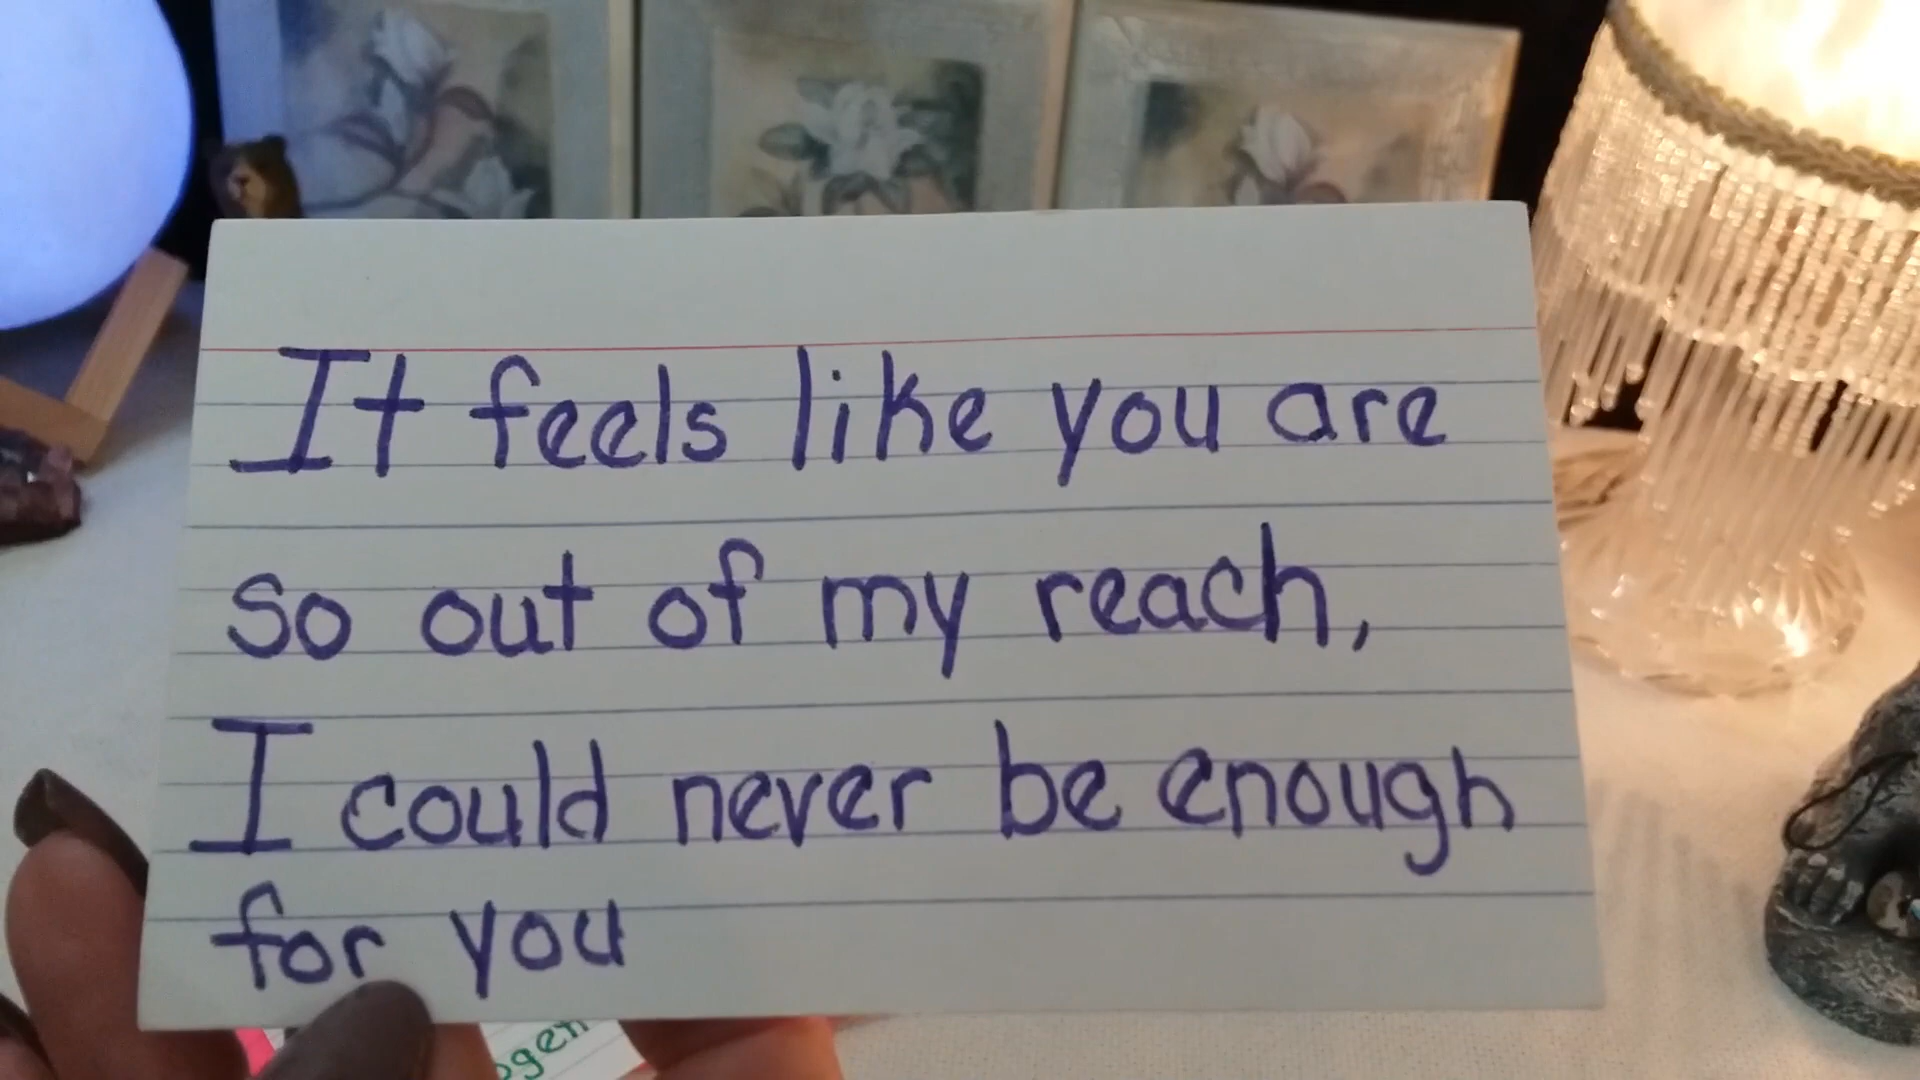 It feels like you are
so out of my reach,
I could never be enough
for you